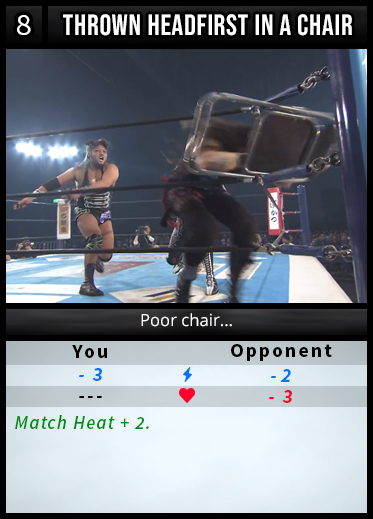 8 THROWN HEADFIRST IN A CHAIR
Poor chair...
You Opponent
- 3 - 2
--- - 3
Match Heat + 2.